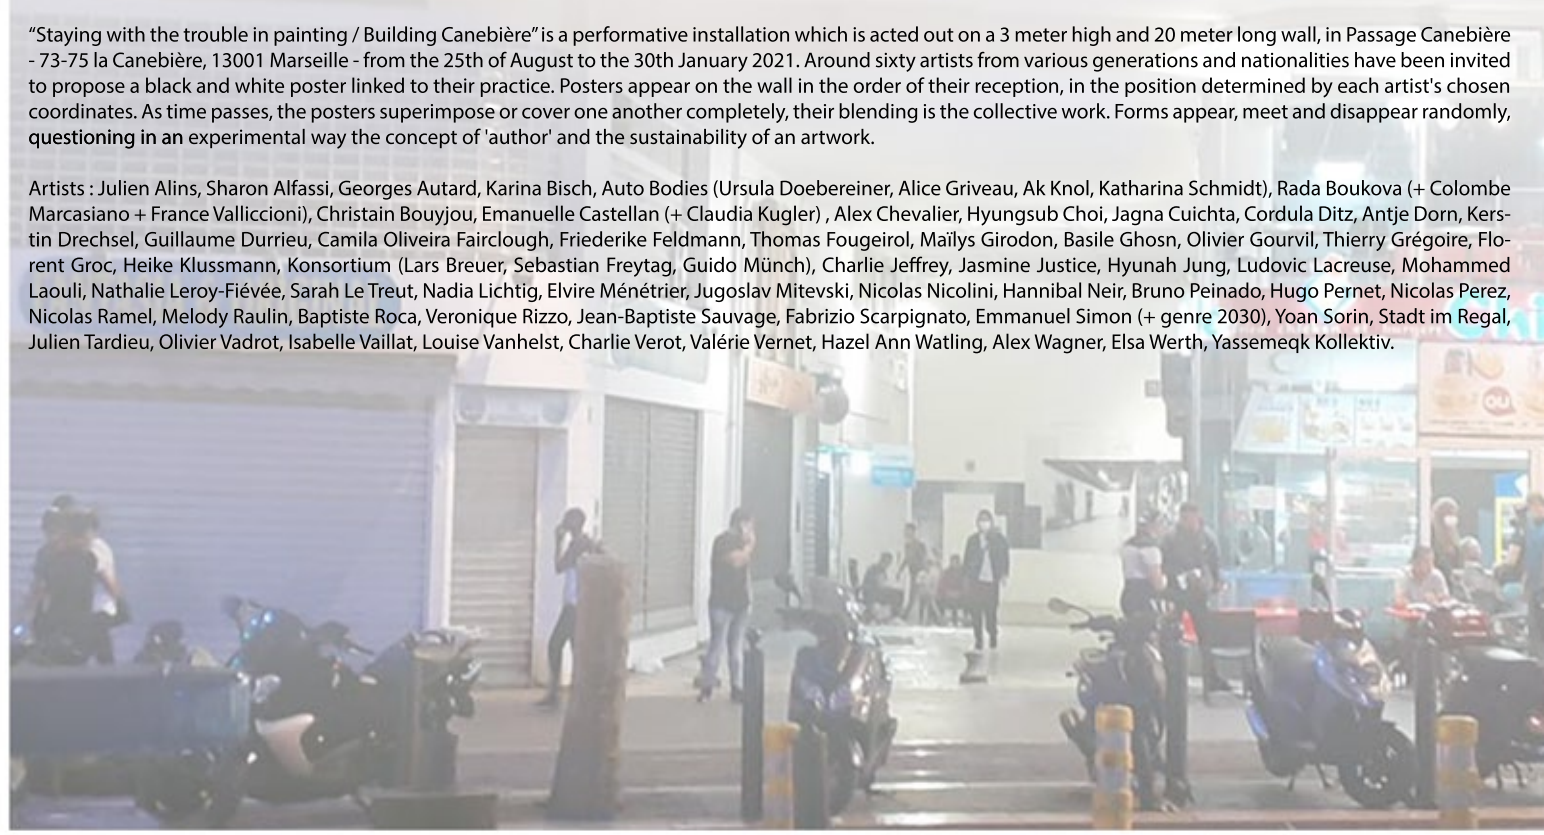 “Staying with the trouble in painting / Building Canebière” is a performative installation which is acted out on a 3 meter high and 20 meter long wall, in Passage Canebière
- 73-75 la Canebière, 13001 Marseille - from the 25th of August to the 30th January 2021. Around sixty artists from various generations and nationalities have been invited
to propose a black and white poster linked to their practice. Posters appear on the wall in the order of their reception, in the position determined by each artist's chosen
coordinates. As time passes, the posters superimpose or cover one another completely, their blending is the collective work. Forms appear, meet and disappear randomly,
questioning in an experimental way the concept of 'author' and the sustainability of an artwork.
Artists : Julien Alins, Sharon Alfassi, Georges Autard, Karina Bisch, Auto Bodies (Ursula Doebereiner, Alice Griveau, Ak Knol, Katharina Schmidt), Rada Boukova (+ Colombe
Marcasiano + France Valliccioni), Christain Bouyjou, Emanuelle Castellan (+ Claudia Kugler) , Alex Chevalier, Hyungsub Choi, Jagna Cuichta, Cordula Ditz, Antje Dorn, Kers-
tin Drechsel, Guillaume Durrieu, Camila Oliveira Fairclough, Friederike Feldmann, Thomas Fougeirol, Maïlys Girodon, Basile Ghosn, Olivier Gourvil, Thierry Grégoire, Flo-
rent Groc, Heike Klussmann, Konsortium (Lars Breuer, Sebastian Freytag, Guido Münch), Charlie Jeffrey, Jasmine Justice, Hyunah Jung, Ludovic Lacreuse, Mohammed
Laouli, Nathalie Leroy-Fiévée, Sarah Le Treut, Nadia Lichtig, Elvire Ménétrier, Jugoslav Mitevski, Nicolas Nicolini, Hannibal Neir, Bruno Peinado, Hugo Pernet, Nicolas Perez,
Nicolas Ramel, Melody Raulin, Baptiste Roca, Veronique Rizzo, Jean-Baptiste Sauvage, Fabrizio Scarpignato, Emmanuel Simon (+ genre 2030), Yoan Sorin, Stadt im Regal,
Julien Tardieu, Olivier Vadrot, Isabelle Vaillat, Louise Vanhelst, Charlie Verot, Valérie Vernet, Hazel Ann Watling, Alex Wagner, Elsa Werth, Yassemeqk Kollektiv.
OU